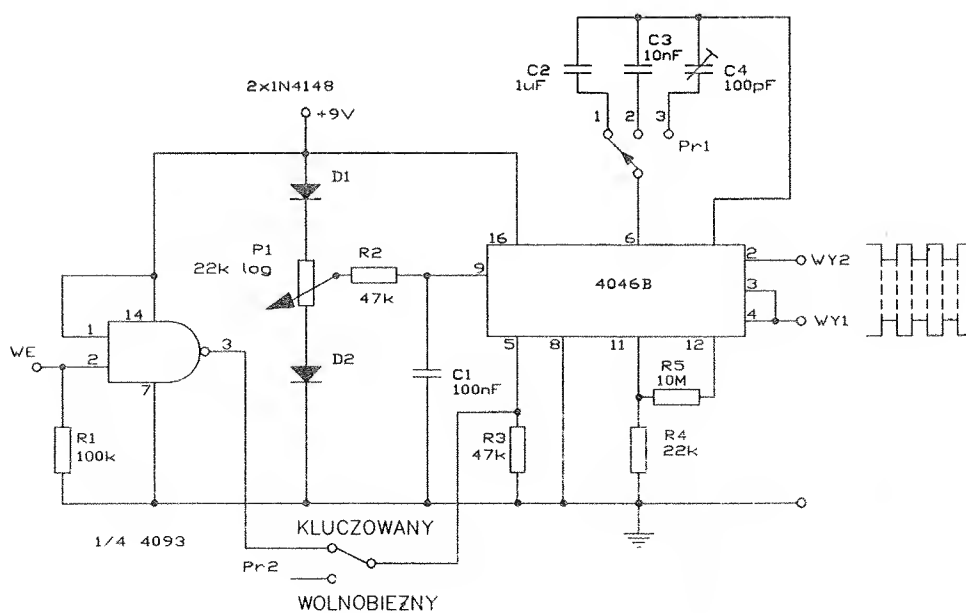 C2
1uF
C3
10nF
C4
100pF
1
2
3
Pr1
2x1N4148
+9V
D1
P1
22k log
R2
47k
D2
C1
100nF
14
1
2
3
7
WE
R1
100k
1/4 4093
16
6
9
4046B
2
3
4
WY2
WY1
5
8
11
12
R5
10M
R3
47k
R4
22k
KLUCZOWANY
Pr2
WOLNOBIEZNY